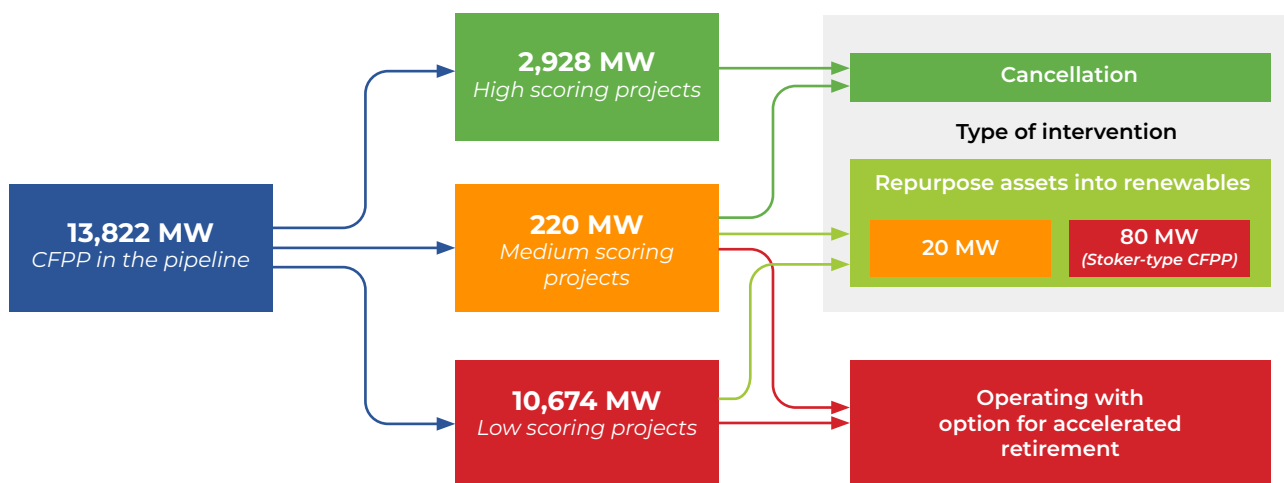 13,822 MW
CFPP in the pipeline
2,928 MW
High scoring projects
220 MW
Medium scoring
projects
10,674 MW
Low scoring projects
Cancellation
Type of intervention
Repurpose assets into renewables
20 MW
80 MW
(Stoker-type CFPP)
Operating with
option for accelerated
retirement